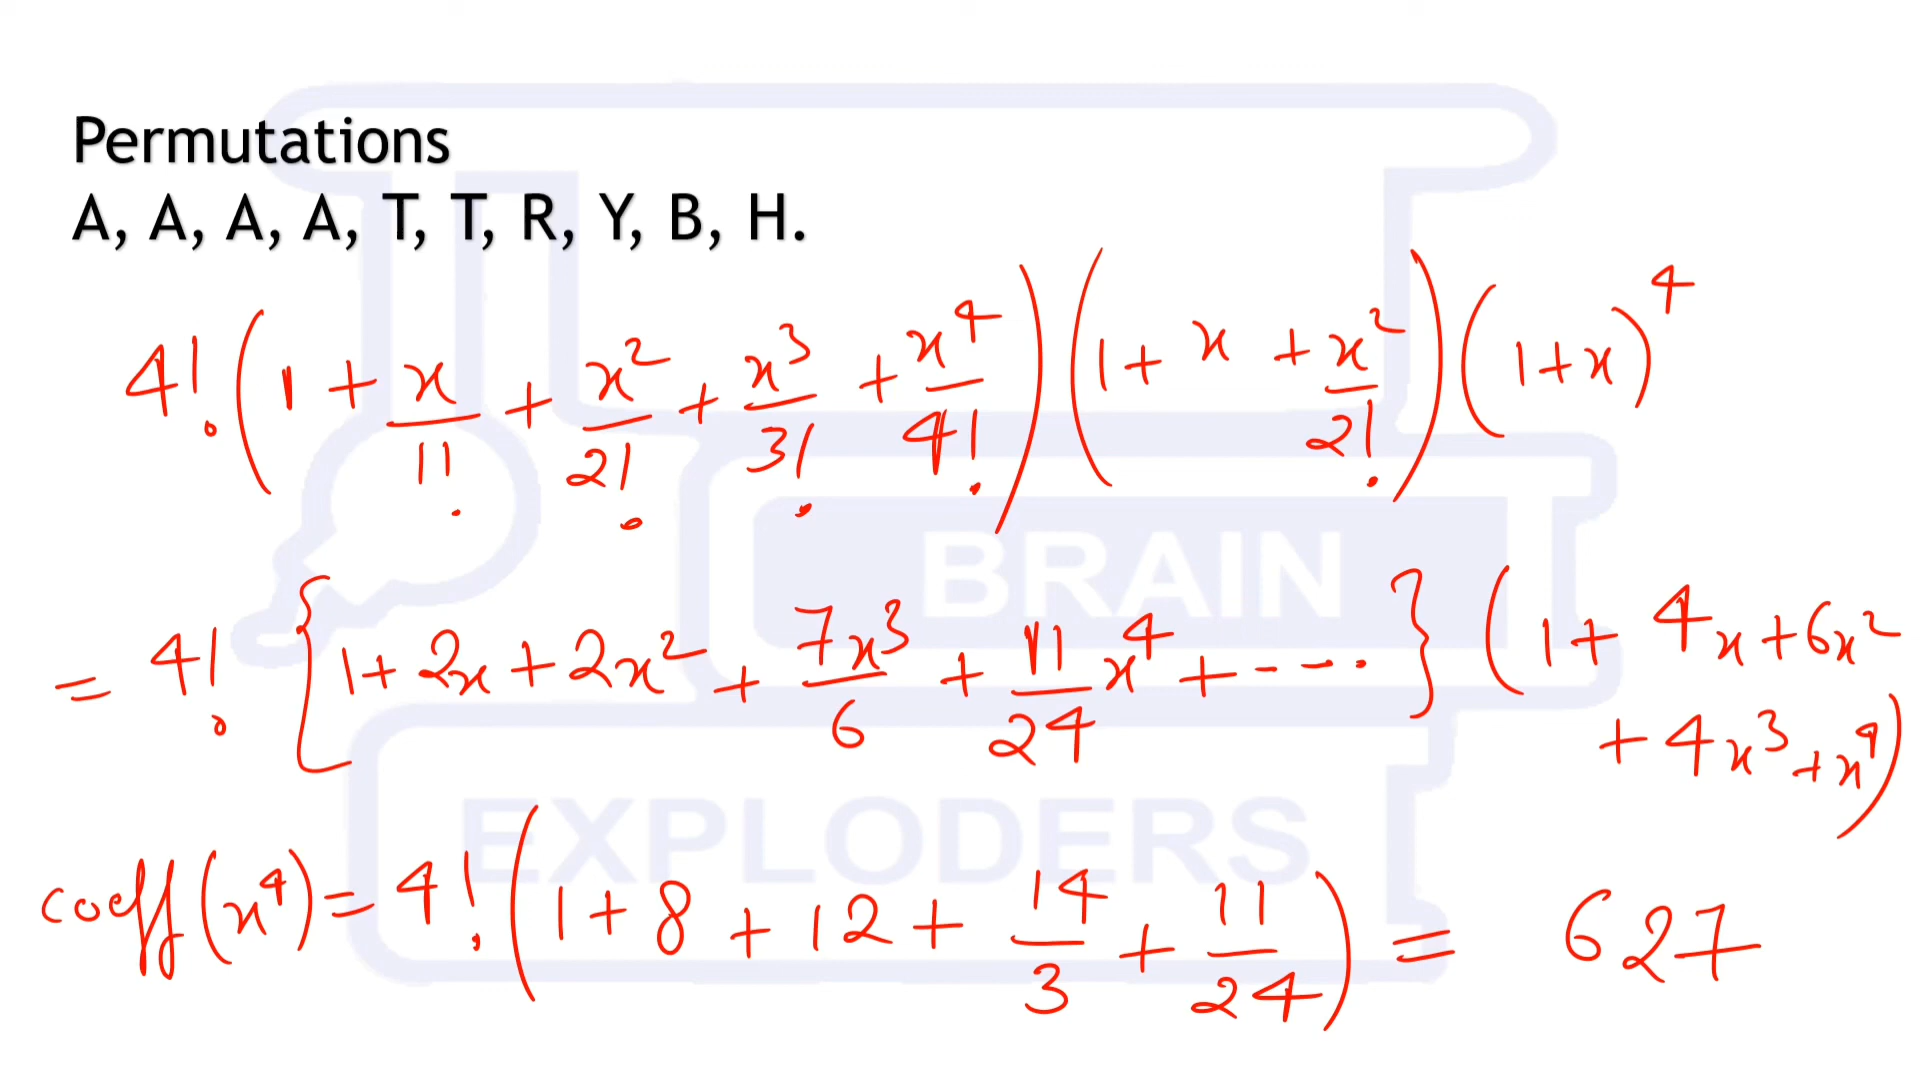 Permutations
A, A, A, A, T, T, R, Y, B, H.
4! (1 + x/1! + x²/2! + x³/3! + x⁴/4!) (1 + x + x²/2!) (1+x)⁴
= 4! {1 + 2x + 2x² + 7x³/6 + 11/24 x⁴ + ----} (1 + 4x + 6x²
+ 4x³ + x⁴)
coeff (x⁴) = 4! (1 + 8 + 12 + 14/3 + 11/24) = 627
BRAIN
EXPLODERS